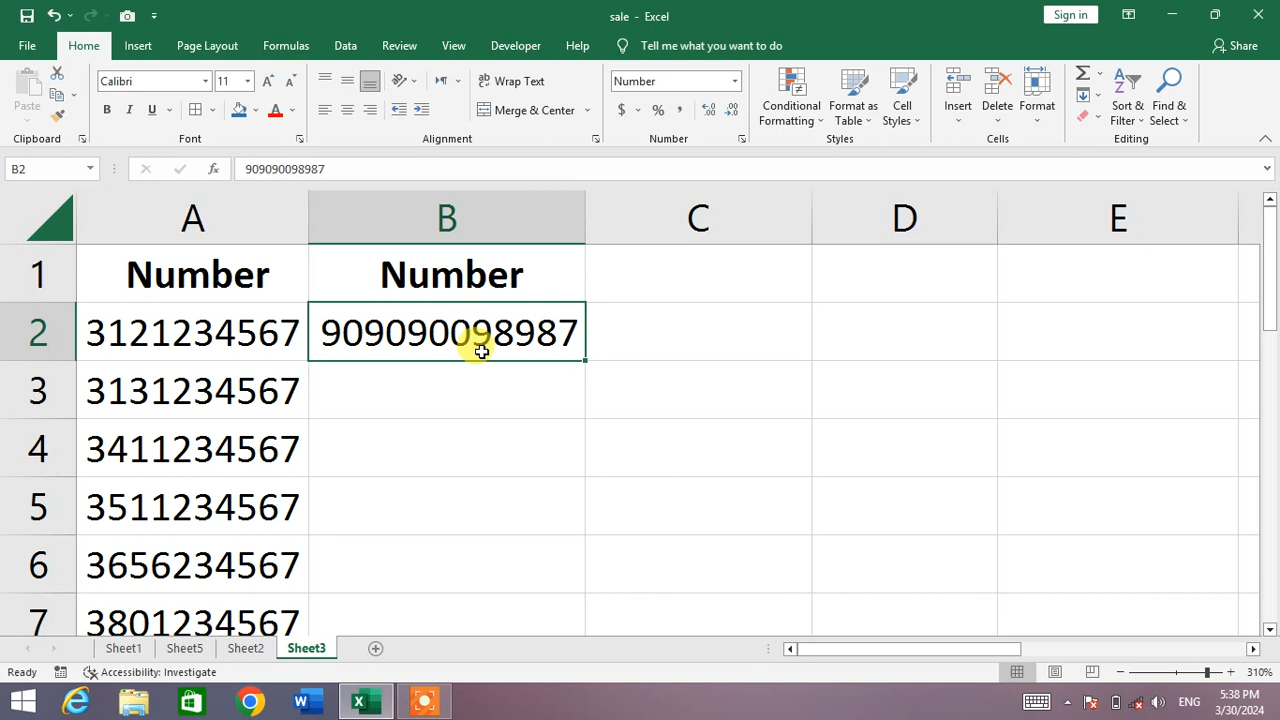 sale - Excel
Sign in
File Home Insert Page Layout Formulas Data Review View Developer Help Tell me what you want to do Share
Paste
Calibri 11
Wrap Text
Number
Conditional Formatting
Format as Table
Cell Styles
Insert Delete Format
Sort & Filter
Find & Select
B I U
Merge & Center
$ % ,
Clipboard Font Alignment Number Styles Cells Editing
B2 fx 909090098987
A B C D E
1 Number Number
2 3121234567 909090098987
3 3131234567
4 3411234567
5 3511234567
6 3656234567
7 3801234567
Sheet1 Sheet5 Sheet2 Sheet3
Ready Accessibility: Investigate 310%
ENG
5:38 PM
3/30/2024